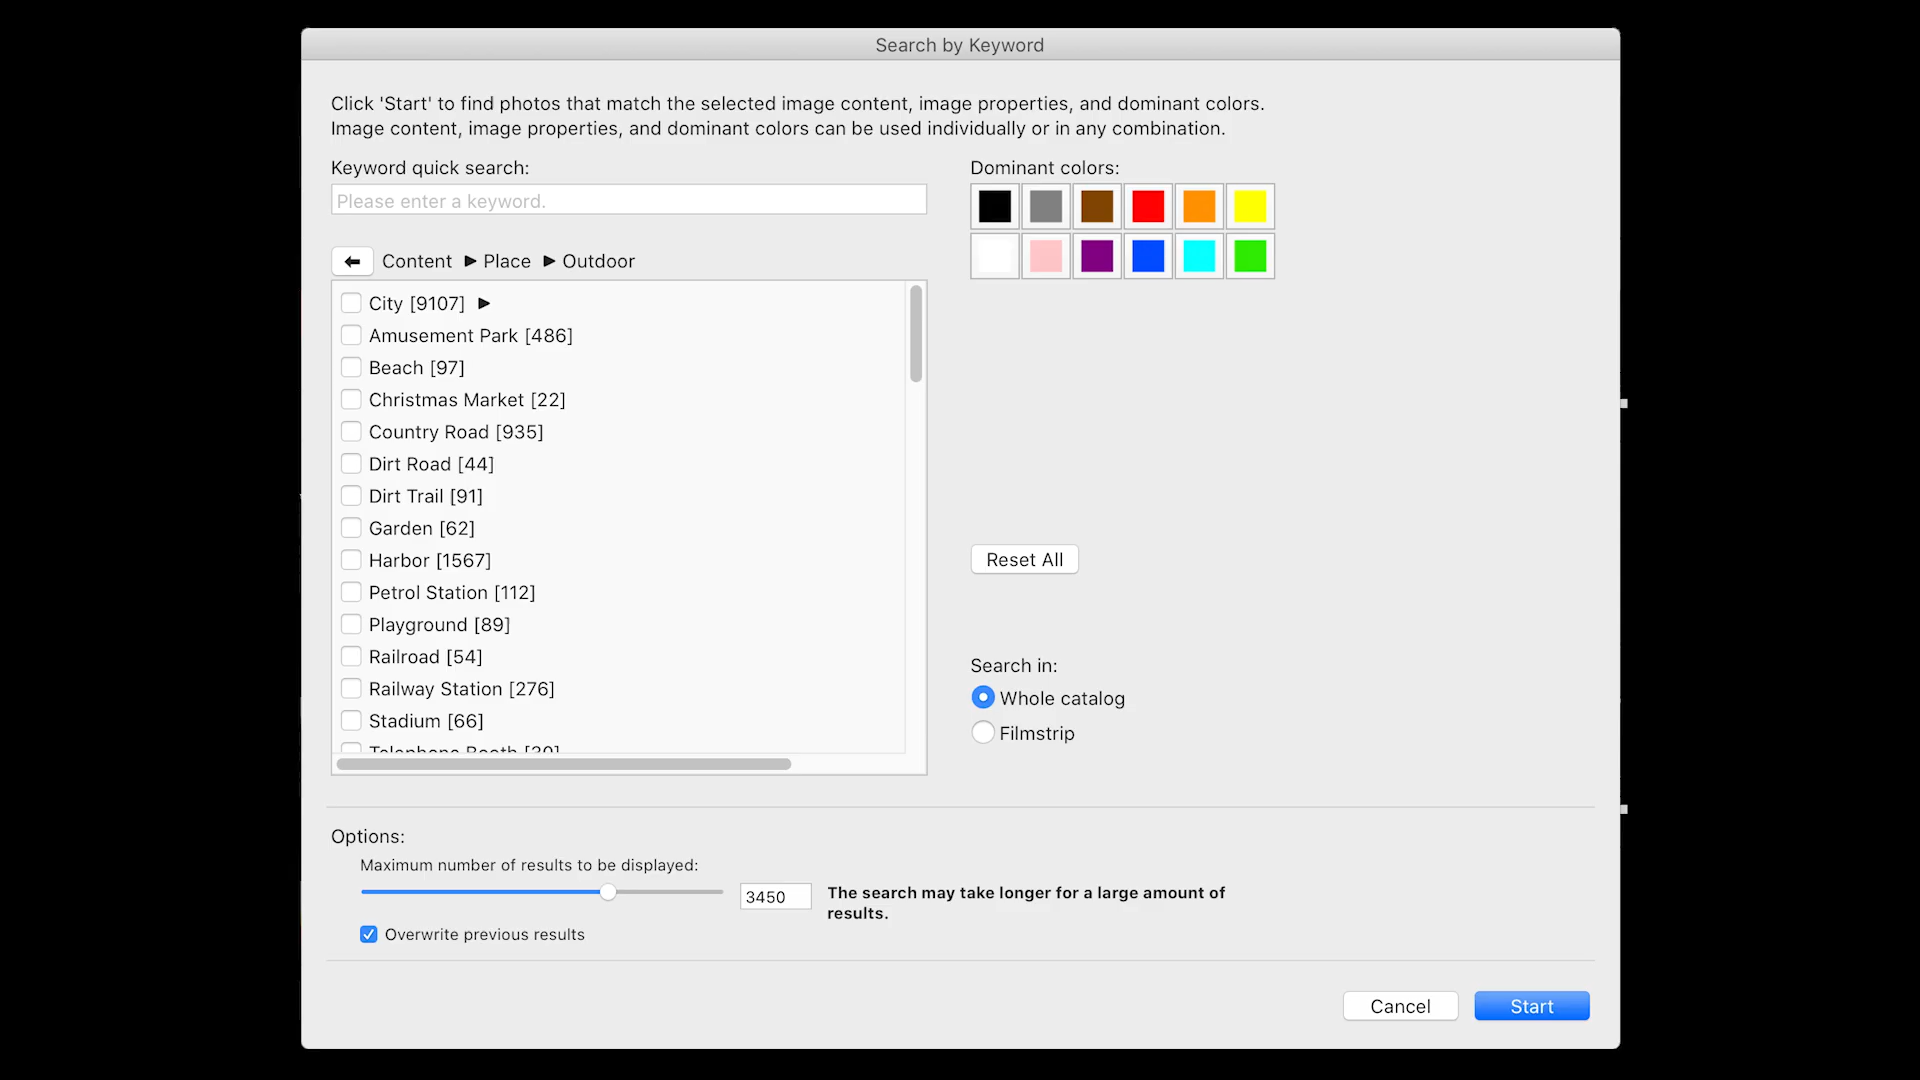 Search by Keyword
Click 'Start' to find photos that match the selected image content, image properties, and dominant colors.
Image content, image properties, and dominant colors can be used individually or in any combination.
Keyword quick search:
Please enter a keyword.
Dominant colors:
Content ▶ Place ▶ Outdoor
City [9107] ▶
Amusement Park [486]
Beach [97]
Christmas Market [22]
Country Road [935]
Dirt Road [44]
Dirt Trail [91]
Garden [62]
Harbor [1567]
Petrol Station [112]
Playground [89]
Railroad [54]
Railway Station [276]
Stadium [66]
Telephone Booth
Reset All
Search in:
Whole catalog
Filmstrip
Options:
Maximum number of results to be displayed:
3450
The search may take longer for a large amount of
results.
Overwrite previous results
Cancel
Start